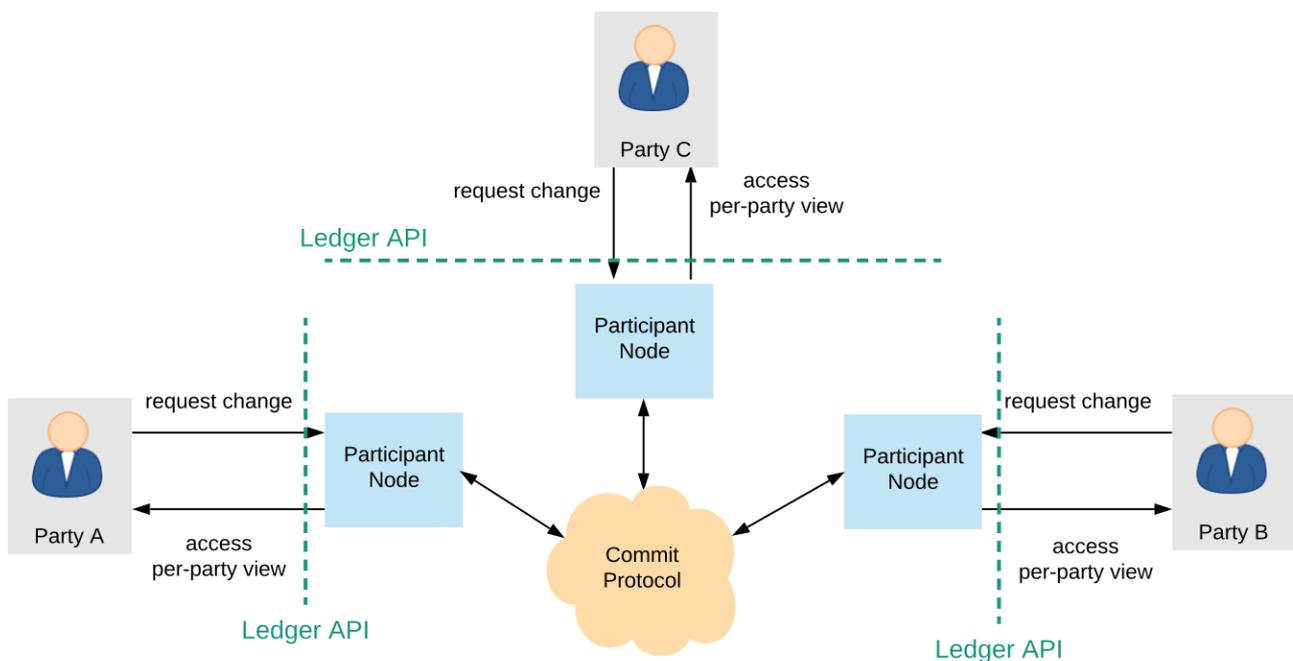 Party C
request change
access
per-party view
Ledger API
Participant
Node
request change
Participant
Node
Party A
access
per-party view
Ledger API
Commit
Protocol
request change
Participant
Node
Party B
access
per-party view
Ledger API